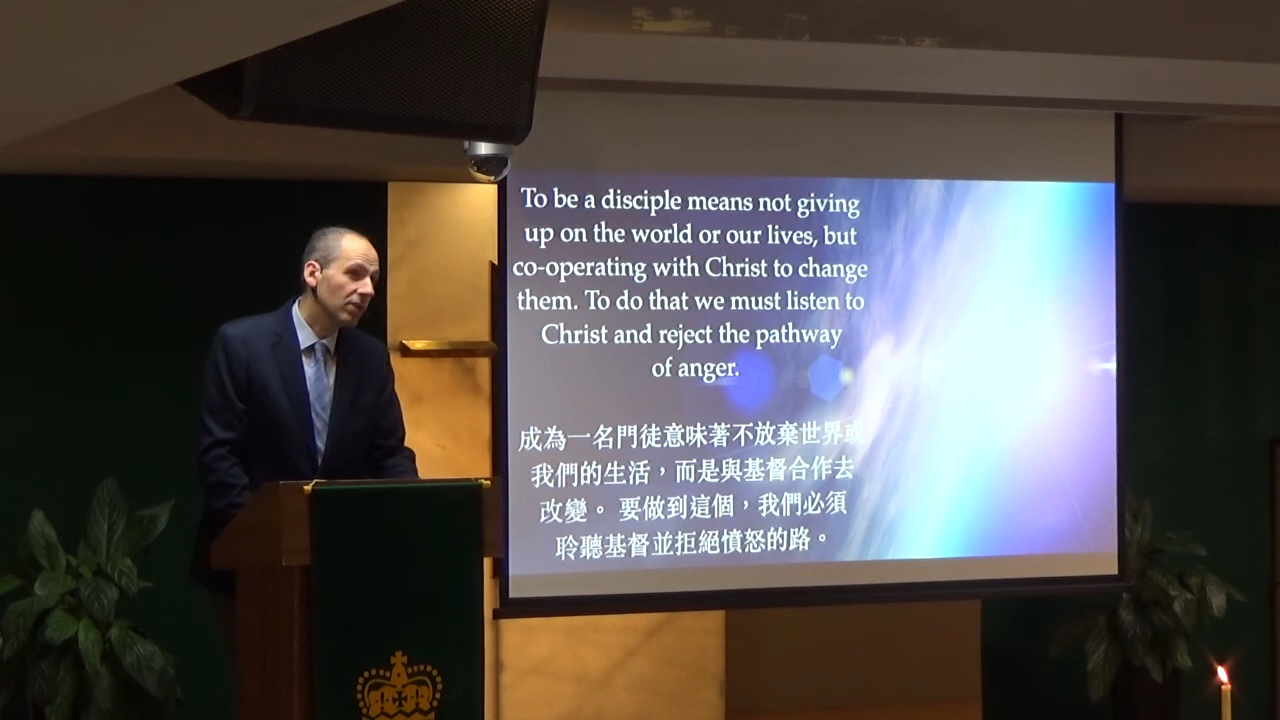 To be a disciple means not giving
up on the world or our lives, but
co-operating with Christ to change
them. To do that we must listen to
Christ and reject the pathway
of anger.
成為一名門徒意味著不放棄世界或
我們的生活，而是與基督合作去
改變。 要做到這個，我們必須
聆聽基督並拒絕憤怒的路。